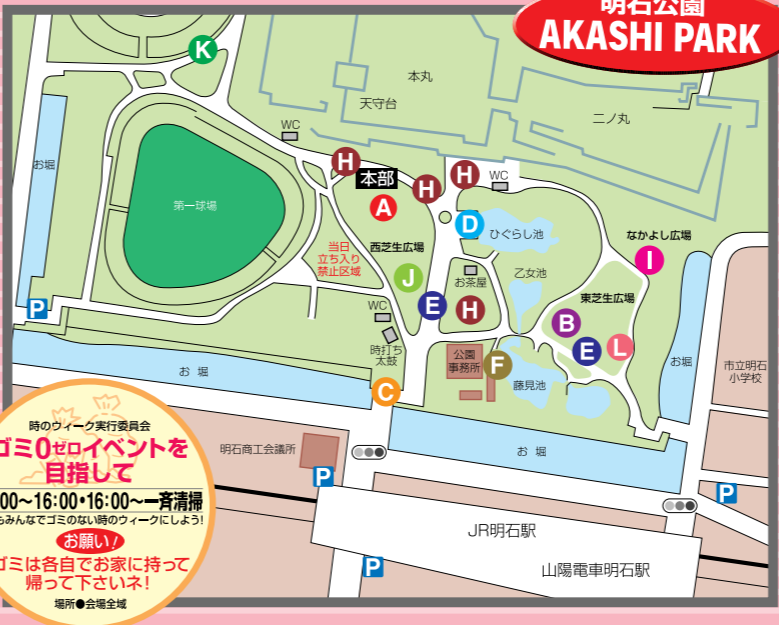 明石公園
AKASHI PARK
K
本丸
天守台
二ノ丸
WC
お堀
H
本部
H
H
WC
A
第一球場
D
ひぐらし池
なかよし広場
西芝生広場
当日
立ち入り
禁止区域
I
J
お茶屋
乙女池
東芝生広場
P
WC
E
H
B
時打ち
太鼓
公園
事務所
E
L
お堀
市立明石
小学校
お 堀
F
藤見池
C
お 堀
明石商工会議所
P
P
JR明石駅
P
山陽電車明石駅
時のウィーク実行委員会
ゴミ0ゼロイベントを
目指して
00〜16:00・16:00〜一斉清掃
もみんなでゴミのない時のウィークにしよう!
お願い!
ゴミは各自でお家に持って
帰って下さいネ!
場所●会場全域